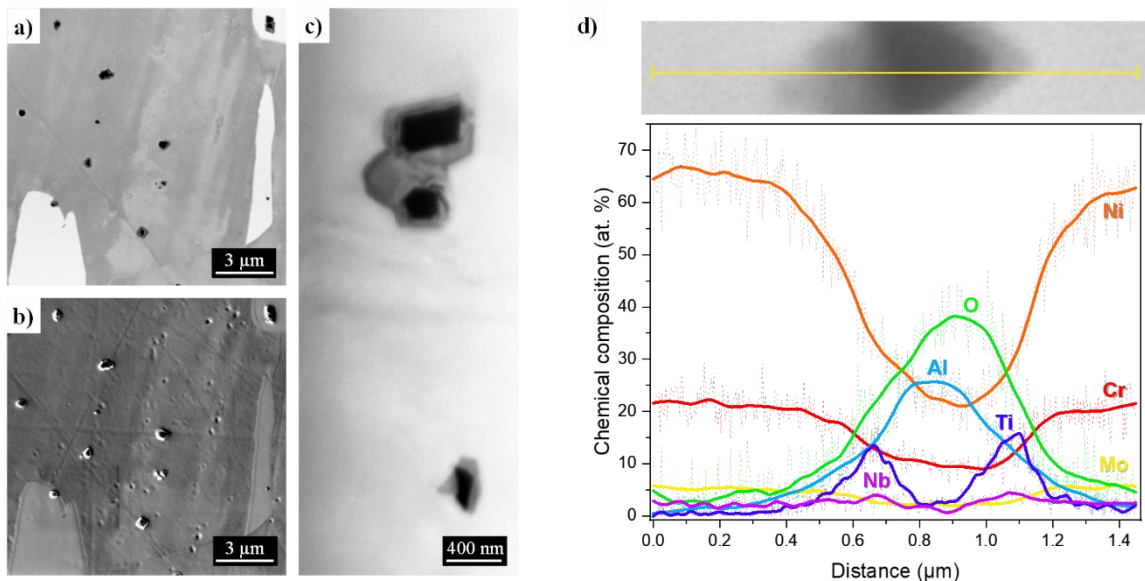 a)
3 µm
b)
3 µm
c)
400 nm
d)
Chemical composition (at. %)
70
60
50
40
30
20
10
0
Ni
O
Al
Cr
Ti
Nb
Mo
0.0 0.2 0.4 0.6 0.8 1.0 1.2 1.4
Distance (µm)